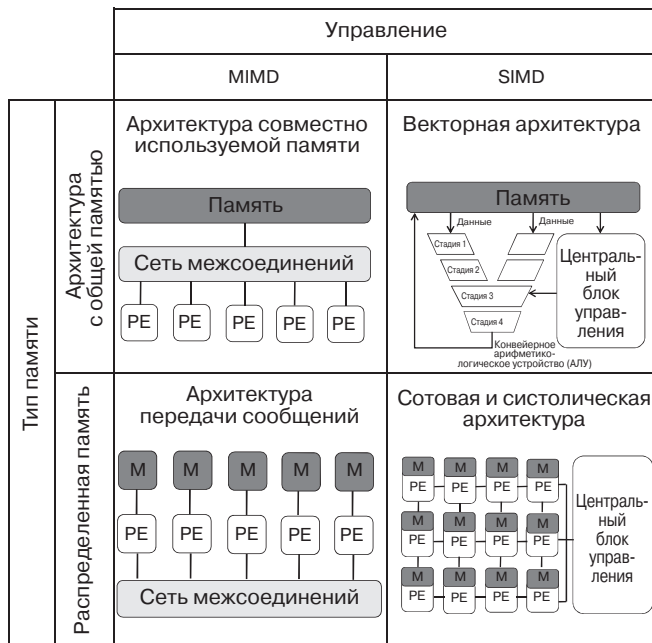 Управление
MIMD
SIMD
Тип памяти
Архитектура
с общей памятью
Архитектура совместно
используемой памяти
Память
Сеть межсоединений
PE PE PE PE PE
Векторная архитектура
Память
Данные
Данные
Стадия 1
Стадия 2
Стадия 3
Стадия 4
Централь-
ный
блок
управ-
ления
Конвейерное
арифметико-
логическое устройство (АЛУ)
Распределенная память
Архитектура
передачи сообщений
M M M M M
PE PE PE PE PE
Сеть межсоединений
Сотовая и систолическая
архитектура
M M M M
PE PE PE PE
M M M M
PE PE PE PE
M M M M
PE PE PE PE
Централь-
ный
блок
управ-
ления